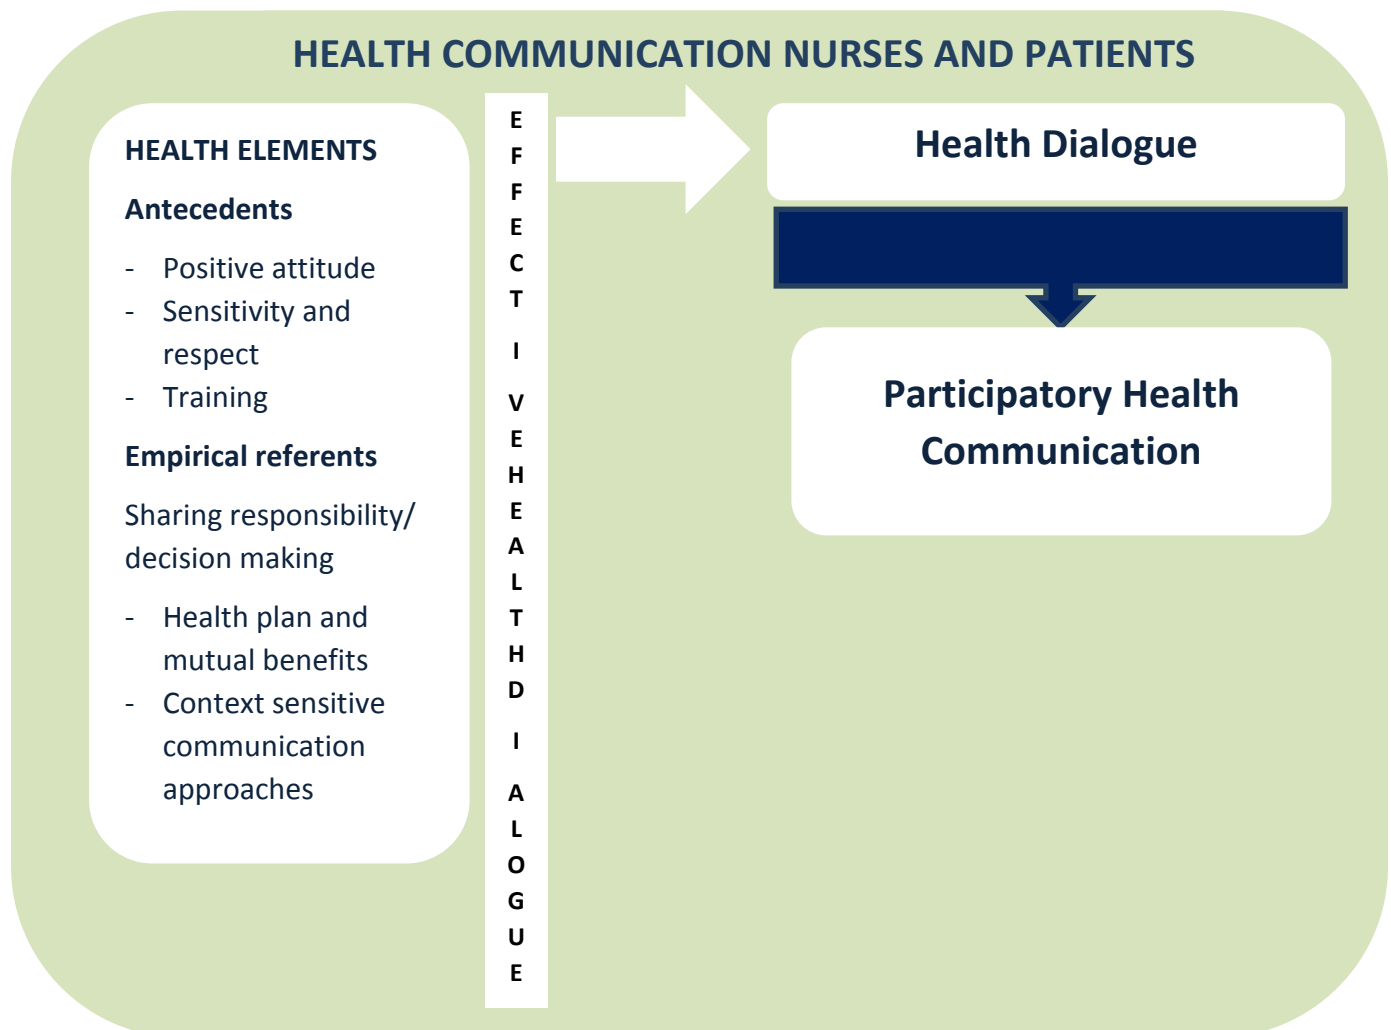 HEALTH COMMUNICATION NURSES AND PATIENTS
HEALTH ELEMENTS
Antecedents
- Positive attitude
- Sensitivity and
respect
- Training
Empirical referents
Sharing responsibility/
decision making
- Health plan and
mutual benefits
- Context sensitive
communication
approaches
E
F
F
E
C
T
I
V
E
H
E
A
L
T
H
D
I
A
L
O
G
U
E
Health Dialogue
Participatory Health
Communication